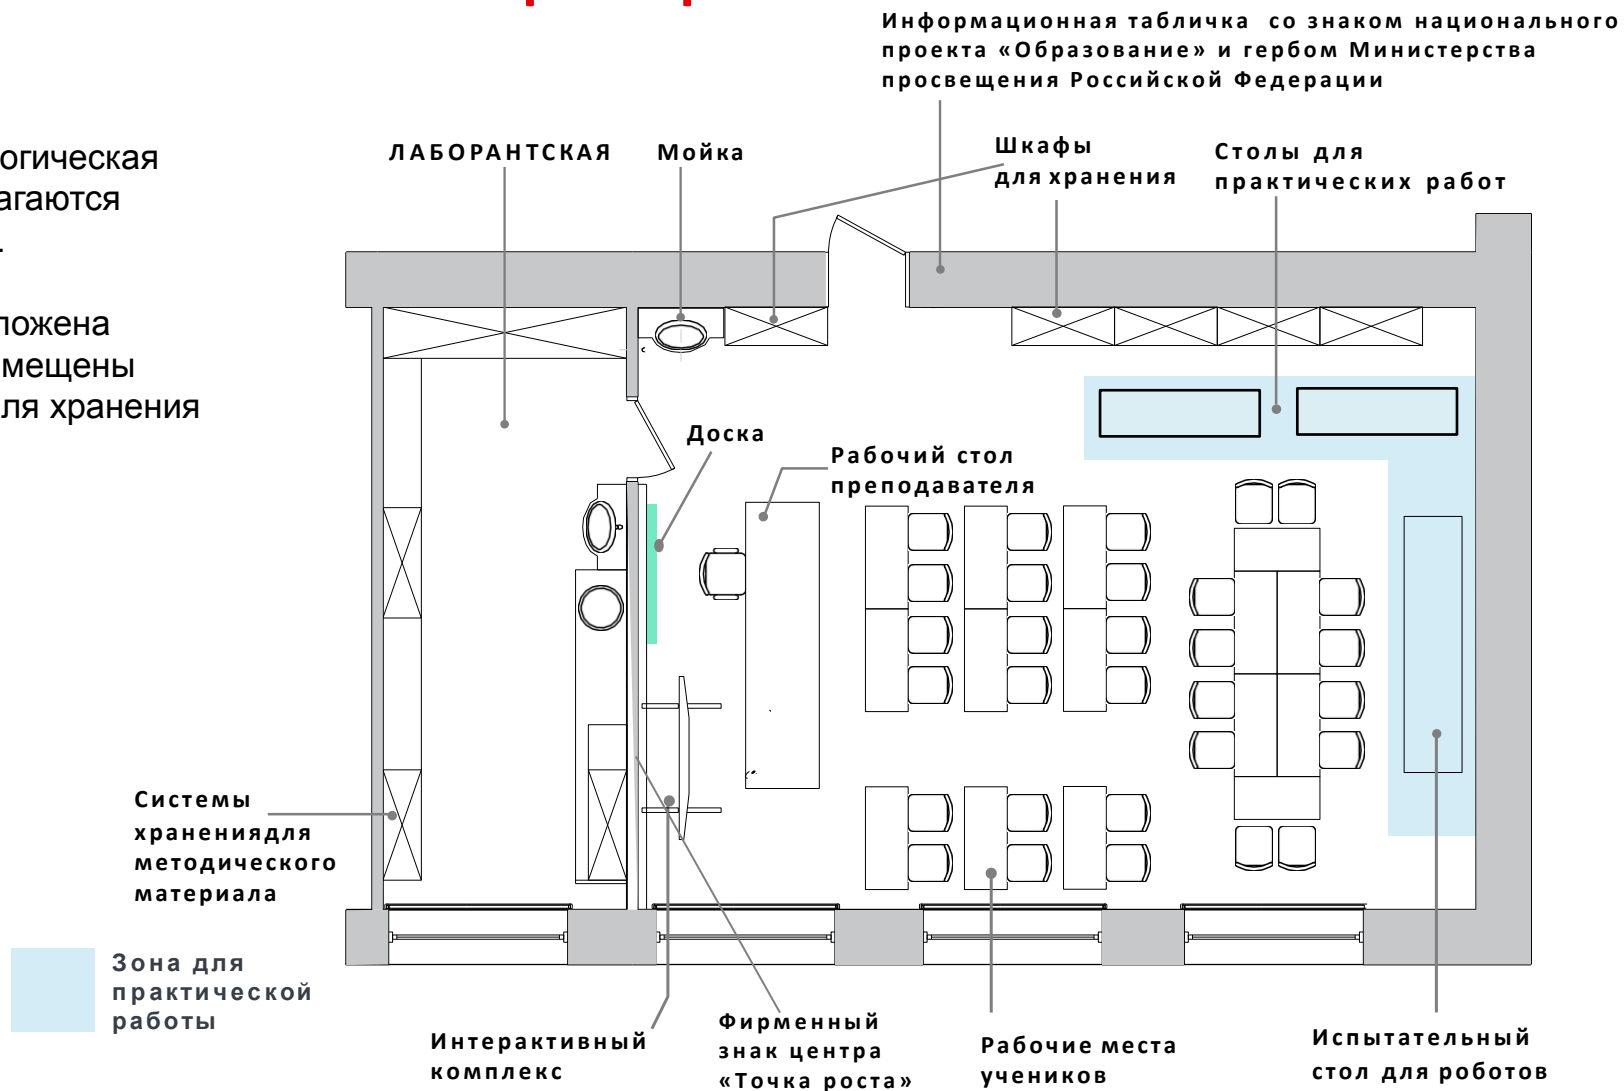 Информационная табличка со знаком национального
проекта «Образование» и гербом Министерства
просвещения Российской Федерации
огическая
агаются
ложена
мещены
ля хранения
ЛАБОРАНТСКАЯ
Мойка
Шкафы
для хранения
Столы для
практических работ
Доска
Рабочий стол
преподавателя
Системы
хранениядля
методического
материала
Зона для
практической
работы
Интерактивный
комплекс
Фирменный
знак центра
«Точка роста»
Рабочие места
учеников
Испытательный
стол для роботов